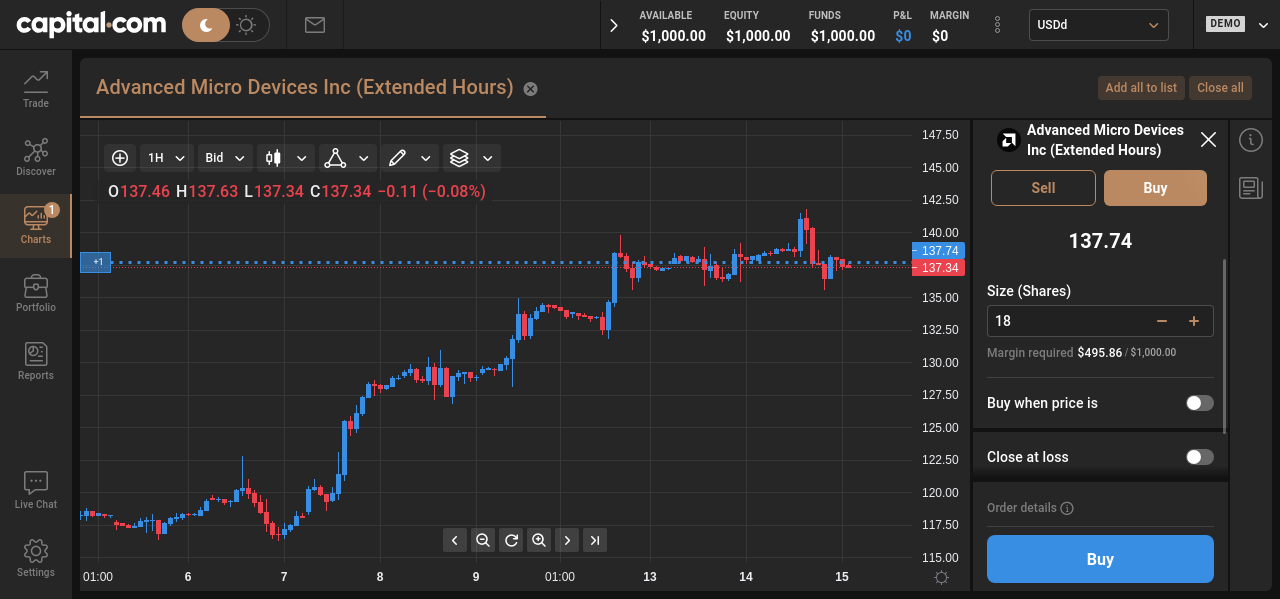 capital.com
AVAILABLE
$1,000.00
EQUITY
$1,000.00
FUNDS
$1,000.00
P&L
$0
MARGIN
$0
USDd
DEMO
Trade
Discover
1
Charts
Portfolio
Reports
Live Chat
Settings
Advanced Micro Devices Inc (Extended Hours)
Add all to list
Close all
1H
Bid
O137.46 H137.63 L137.34 C137.34 −0.11 (−0.08%)
+1
147.50
145.00
142.50
140.00
137.74
137.34
135.00
132.50
130.00
127.50
125.00
122.50
120.00
117.50
115.00
01:00
6
7
8
9
01:00
13
14
15
Advanced Micro Devices
Inc (Extended Hours)
Sell
Buy
137.74
Size (Shares)
18
Margin required $495.86 / $1,000.00
Buy when price is
Close at loss
Order details
Buy